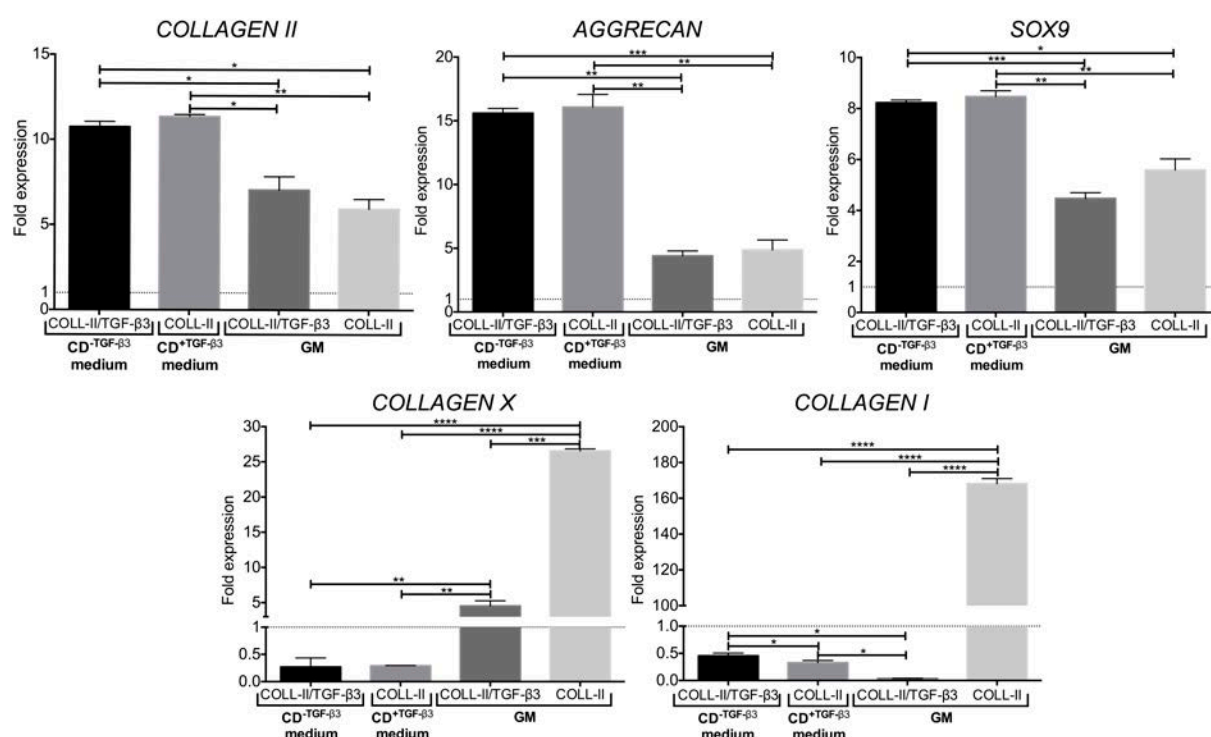 COLLAGEN II
15
10
5
1
0
Fold expression
*
*
**
*
COLL-II/TGF-β3 COLL-II COLL-II/TGF-β3 COLL-II
CD-TGF-β3 medium CD+TGF-β3 medium GM
AGGRECAN
20
15
10
5
1
0
Fold expression
***
**
**
**
COLL-II/TGF-β3 COLL-II COLL-II/TGF-β3 COLL-II
CD-TGF-β3 medium CD+TGF-β3 medium GM
SOX9
10
8
6
4
2
1
0
Fold expression
*
***
**
**
COLL-II/TGF-β3 COLL-II COLL-II/TGF-β3 COLL-II
CD-TGF-β3 medium CD+TGF-β3 medium GM
COLLAGEN X
30
25
20
15
10
5
1
0.5
0.0
Fold expression
****
****
***
**
**
COLL-II/TGF-β3 COLL-II COLL-II/TGF-β3 COLL-II
CD-TGF-β3 medium CD+TGF-β3 medium GM
COLLAGEN I
200
180
160
140
120
100
1.0
0.5
0.0
Fold expression
****
****
****
*
*
*
COLL-II/TGF-β3 COLL-II COLL-II/TGF-β3 COLL-II
CD-TGF-β3 medium CD+TGF-β3 medium GM